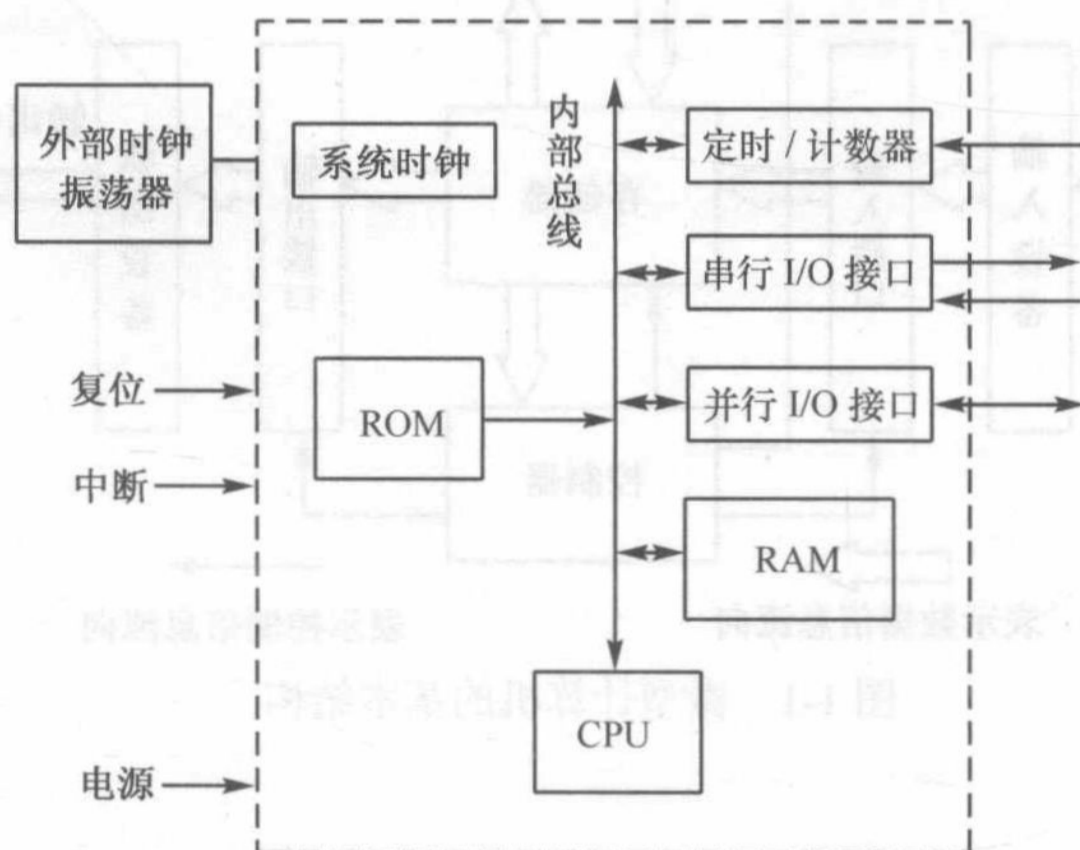 外部时钟
振荡器
系统时钟
内部总线
定时 / 计数器
串行 I/O 接口
并行 I/O 接口
复位
ROM
中断
RAM
CPU
电源